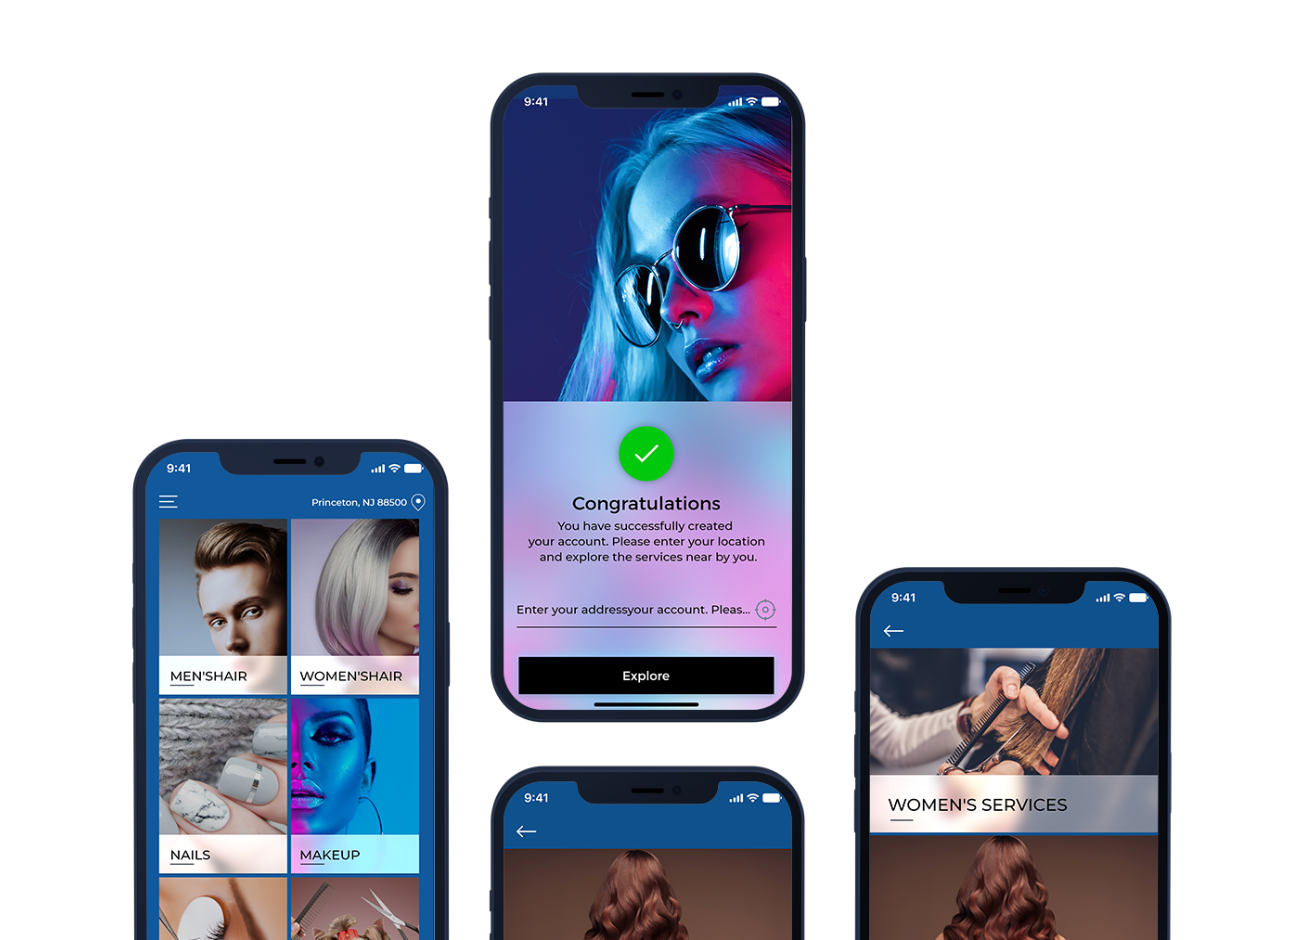 9:41
Congratulations
You have successfully created
your account. Please enter your location
and explore the services near by you.
Enter your addressyour account. Pleas...
Explore
9:41
Princeton, NJ 88500
MEN'SHAIR
WOMEN'SHAIR
NAILS
MAKEUP
9:41
9:41
WOMEN'S SERVICES